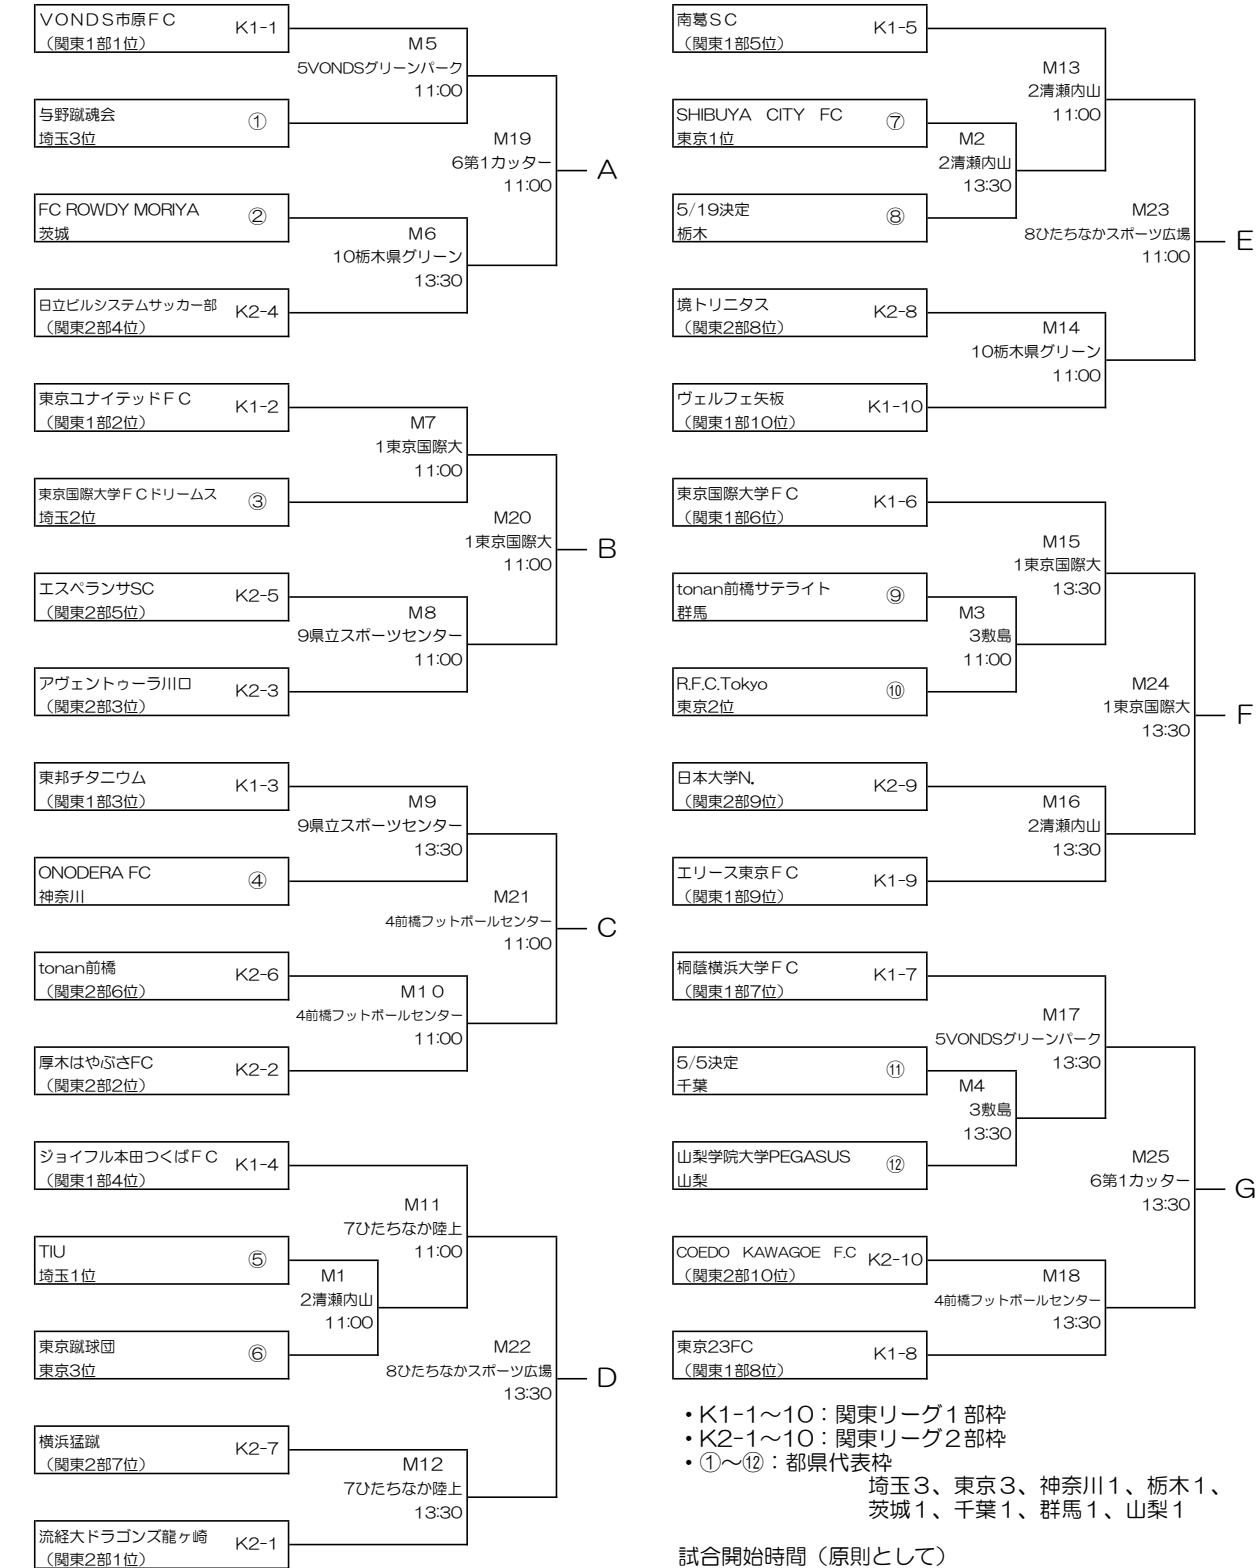 VONDS市原FC
（関東1部1位）
K1-1
M5
5VONDSグリーンパーク
11:00
与野蹴魂会
埼玉3位
①
M19
6第1カッター
11:00
A
FC ROWDY MORIYA
茨城
②
M6
10栃木県グリーン
13:30
日立ビルシステムサッカー部
（関東2部4位）
K2-4
東京ユナイテッドFC
（関東1部2位）
K1-2
M7
1東京国際大
11:00
東京国際大学FCドリームス
埼玉2位
③
M20
1東京国際大
11:00
B
エスペランサSC
（関東2部5位）
K2-5
M8
9県立スポーツセンター
11:00
アヴェントゥーラ川口
（関東2部3位）
K2-3
東邦チタニウム
（関東1部3位）
K1-3
M9
9県立スポーツセンター
13:30
ONODERA FC
神奈川
④
M21
4前橋フットボールセンター
11:00
C
tonan前橋
（関東2部6位）
K2-6
M10
4前橋フットボールセンター
11:00
厚木はやぶさFC
（関東2部2位）
K2-2
ジョイフル本田つくばFC
（関東1部4位）
K1-4
M11
7ひたちなか陸上
11:00
TIU
埼玉1位
⑤
M1
2清瀬内山
11:00
東京蹴球団
東京3位
⑥
M22
8ひたちなかスポーツ広場
13:30
D
横浜猛蹴
（関東2部7位）
K2-7
M12
7ひたちなか陸上
13:30
流経大ドラゴンズ龍ヶ崎
（関東2部1位）
K2-1
南葛SC
（関東1部5位）
K1-5
M13
2清瀬内山
11:00
SHIBUYA　CITY　FC
東京1位
⑦
M2
2清瀬内山
13:30
5/19決定
栃木
⑧
M23
8ひたちなかスポーツ広場
11:00
E
境トリニタス
（関東2部8位）
K2-8
M14
10栃木県グリーン
11:00
ヴェルフェ矢板
（関東1部10位）
K1-10
東京国際大学FC
（関東1部6位）
K1-6
M15
1東京国際大
13:30
tonan前橋サテライト
群馬
⑨
M3
3敷島
11:00
R.F.C.Tokyo
東京2位
⑩
M24
1東京国際大
13:30
F
日本大学N.
（関東2部9位）
K2-9
M16
2清瀬内山
13:30
エリース東京FC
（関東1部9位）
K1-9
桐蔭横浜大学FC
（関東1部7位）
K1-7
M17
5VONDSグリーンパーク
13:30
5/5決定
千葉
⑪
M4
3敷島
13:30
山梨学院大学PEGASUS
山梨
⑫
M25
6第1カッター
13:30
G
COEDO　KAWAGOE　F.C
（関東2部10位）
K2-10
M18
4前橋フットボールセンター
13:30
東京23FC
（関東1部8位）
K1-8
・K1-1～10：関東リーグ１部枠
・K2-1～10：関東リーグ２部枠
・①～⑫：都県代表枠
埼玉３、東京３、神奈川１、栃木１、
茨城１、千葉１、群馬１、山梨１
試合開始時間（原則として）